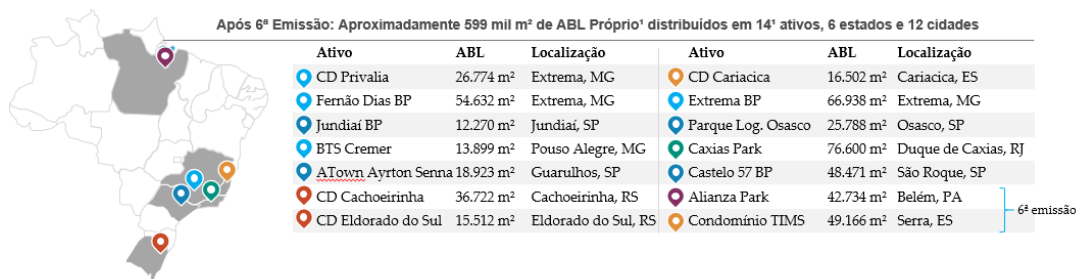 Após 6ª Emissão: Aproximadamente 599 mil m² de ABL Próprio¹ distribuídos em 14¹ ativos, 6 estados e 12 cidades
Ativo ABL Localização Ativo ABL Localização
CD Privalia 26.774 m² Extrema, MG CD Cariacica 16.502 m² Cariacica, ES
Fernão Dias BP 54.632 m² Extrema, MG Extrema BP 66.938 m² Extrema, MG
Jundiaí BP 12.270 m² Jundiaí, SP Parque Log. Osasco 25.788 m² Osasco, SP
BTS Cremer 13.899 m² Pouso Alegre, MG Caxias Park 76.600 m² Duque de Caxias, RJ
ATown Ayrton Senna 18.923 m² Guarulhos, SP Castelo 57 BP 48.471 m² São Roque, SP
CD Cachoeirinha 36.722 m² Cachoeirinha, RS Alianza Park 42.734 m² Belém, PA
CD Eldorado do Sul 15.512 m² Eldorado do Sul, RS Condomínio TIMS 49.166 m² Serra, ES
6ª emissão